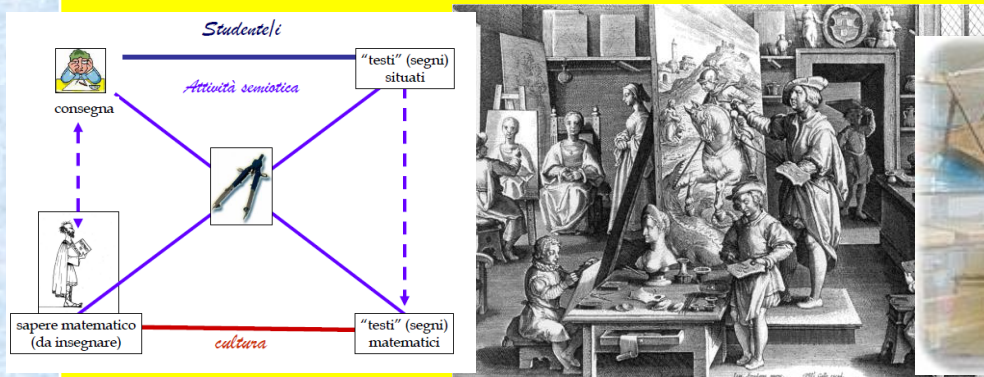 Studente/i
"testi" (segni)
situati
Attività semiotica
consegna
sapere matematico
(da insegnare)
"testi" (segni)
matematici
cultura